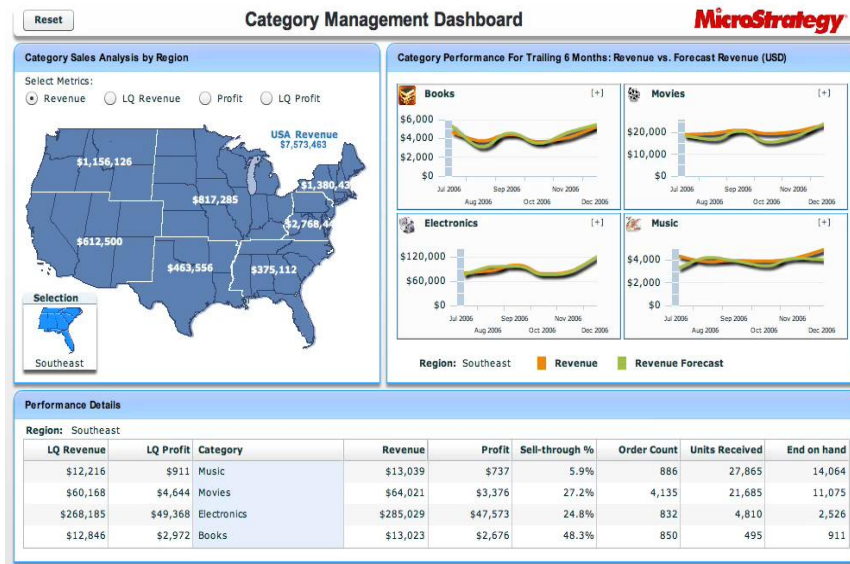 Reset
Category Management Dashboard
MicroStrategy
Category Sales Analysis by Region
Select Metrics:
Revenue LQ Revenue Profit LQ Profit
USA Revenue
$7,573,463
$1,156,126
$817,285
$1,380,43
$2,768,4
$612,500
$463,556
$375,112
Selection
Southeast
Category Performance For Trailing 6 Months: Revenue vs. Forecast Revenue (USD)
Books [+]
$6,000
$4,000
$2,000
$0
Jul 2006 Sep 2006 Nov 2006
Aug 2006 Oct 2006 Dec 2006
Movies [+]
$20,000
$10,000
$0
Jul 2006 Sep 2006 Nov 2006
Aug 2006 Oct 2006 Dec 2006
Electronics [+]
$120,000
$60,000
$0
Jul 2006 Sep 2006 Nov 2006
Aug 2006 Oct 2006 Dec 2006
Music [+]
$4,000
$2,000
$0
Jul 2006 Sep 2006 Nov 2006
Aug 2006 Oct 2006 Dec 2006
Region: Southeast Revenue Revenue Forecast
Performance Details
Region: Southeast
LQ Revenue LQ Profit Category Revenue Profit Sell-through % Order Count Units Received End on hand
$12,216 $911 Music $13,039 $737 5.9% 886 27,865 14,064
$60,168 $4,644 Movies $64,021 $3,376 27.2% 4,135 21,685 11,075
$268,185 $49,368 Electronics $285,029 $47,573 24.8% 832 4,810 2,526
$12,846 $2,972 Books $13,023 $2,676 48.3% 850 495 911